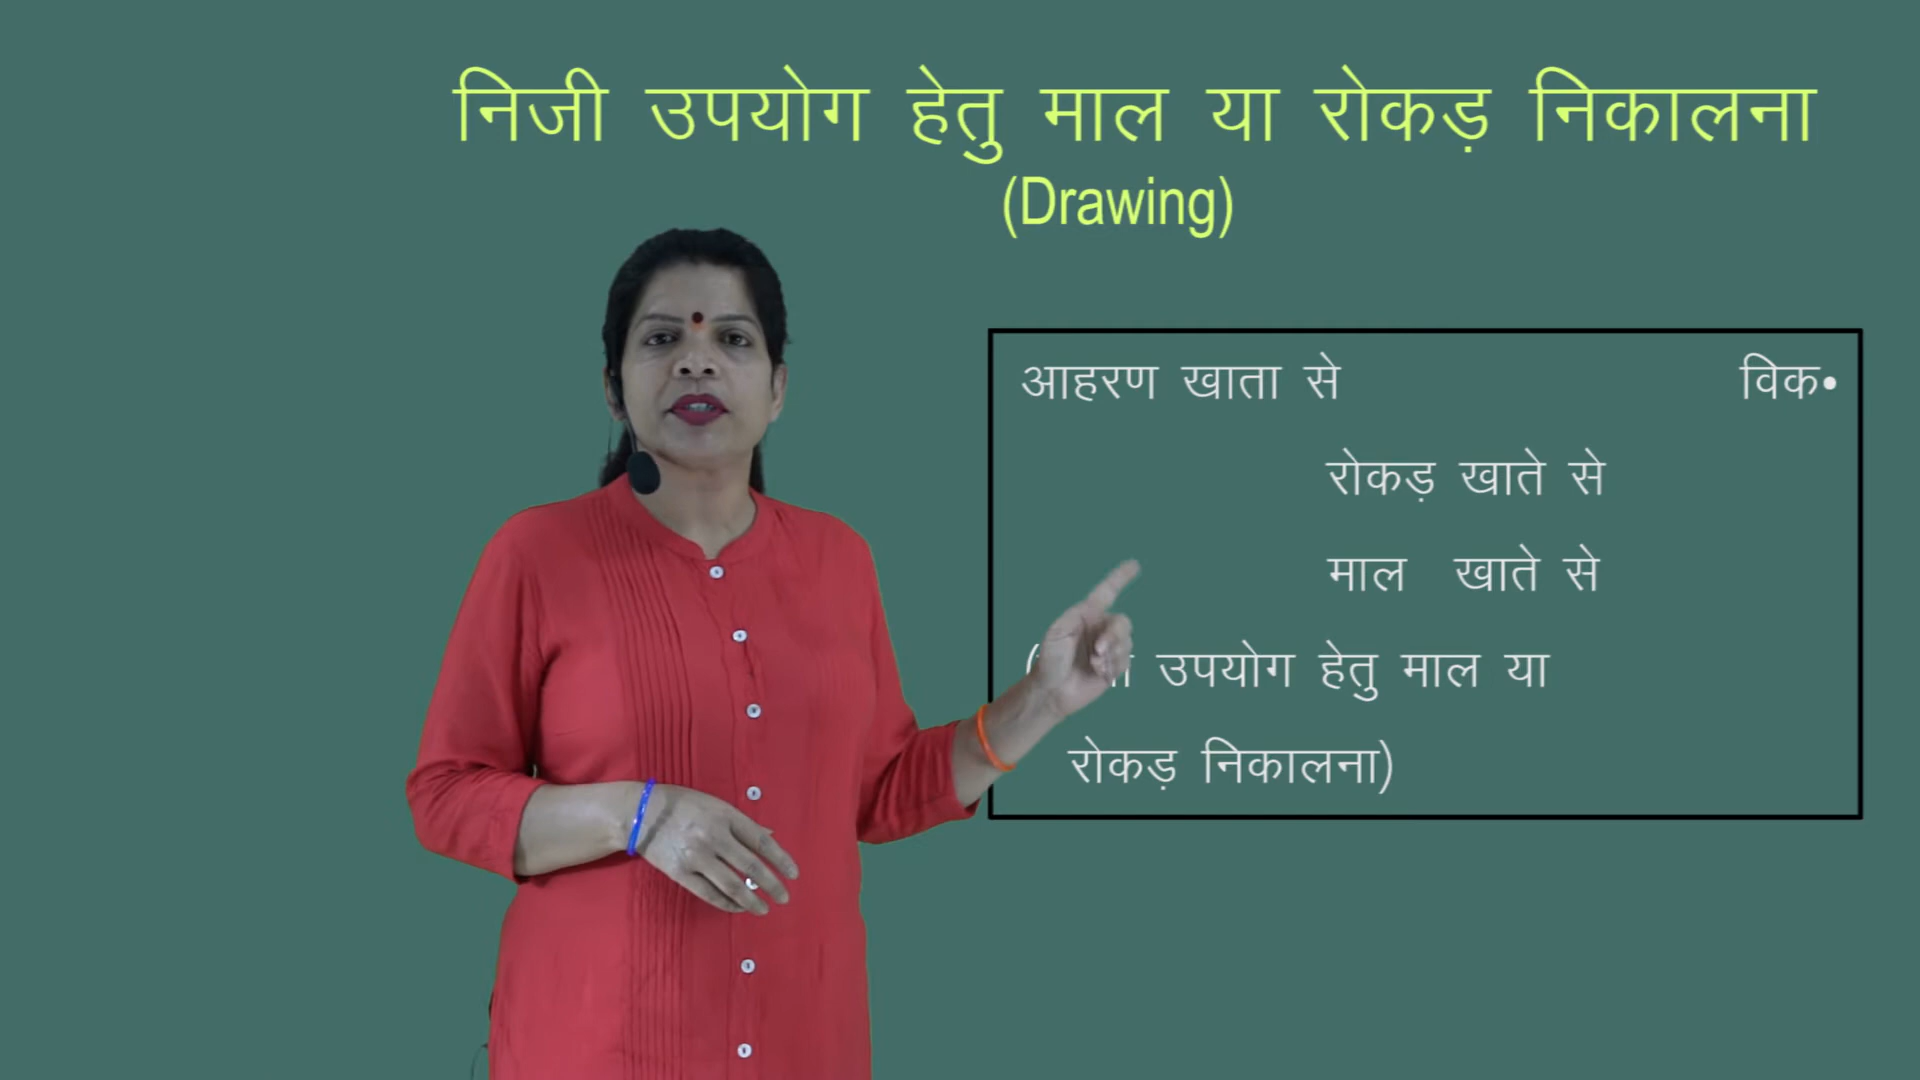 निजी उपयोग हेतु माल या रोकड़ निकालना
(Drawing)
आहरण खाता से विक•
रोकड़ खाते से
माल खाते से
उपयोग हेतु माल या
रोकड़ निकालना)